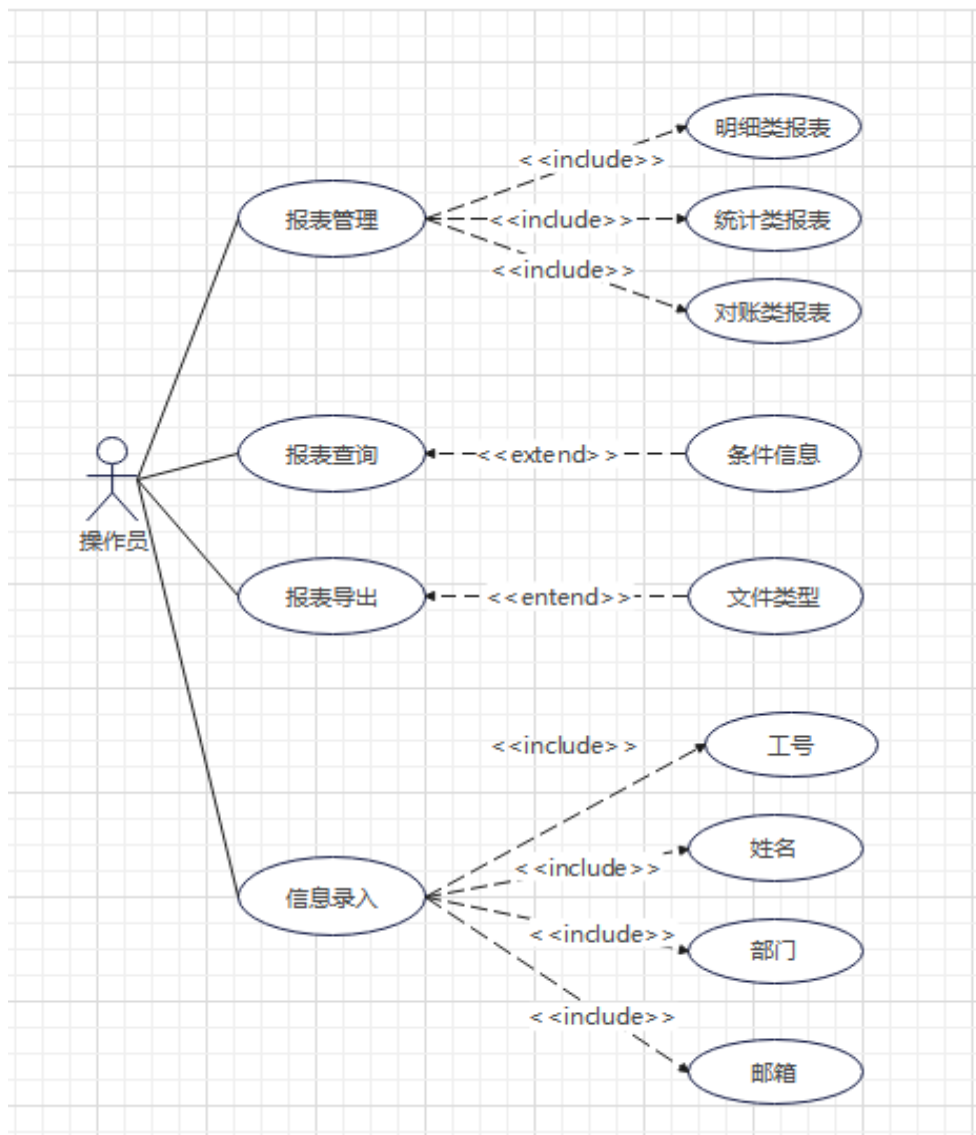 明细类报表
<<include>>
报表管理
<<include>>
统计类报表
<<include>>
对账类报表
报表查询
<<extend>>
条件信息
操作员
报表导出
<<entend>>
文件类型
<<include>>
工号
姓名
<<include>>
信息录入
<<include>>
部门
<<include>>
邮箱